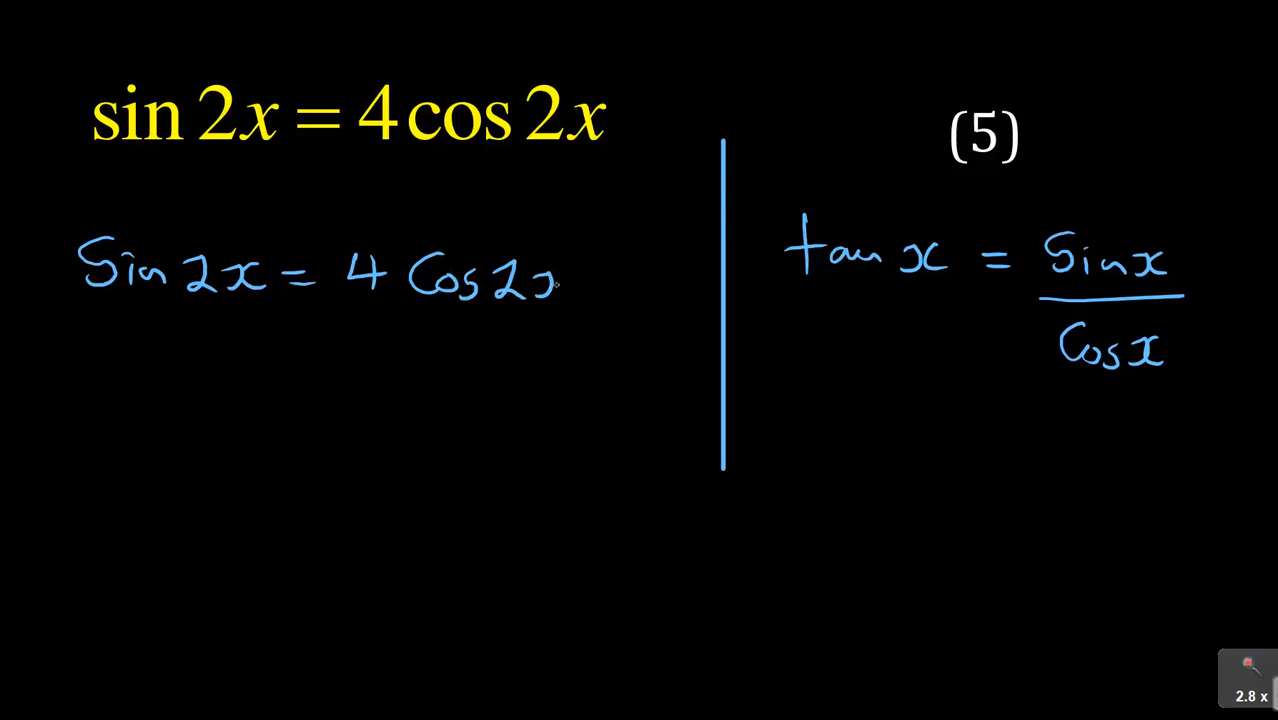 sin 2x = 4 cos 2x
(5)
Sin 2x = 4 Cos 2x
tan x = Sin x
Cos x
2.8 x